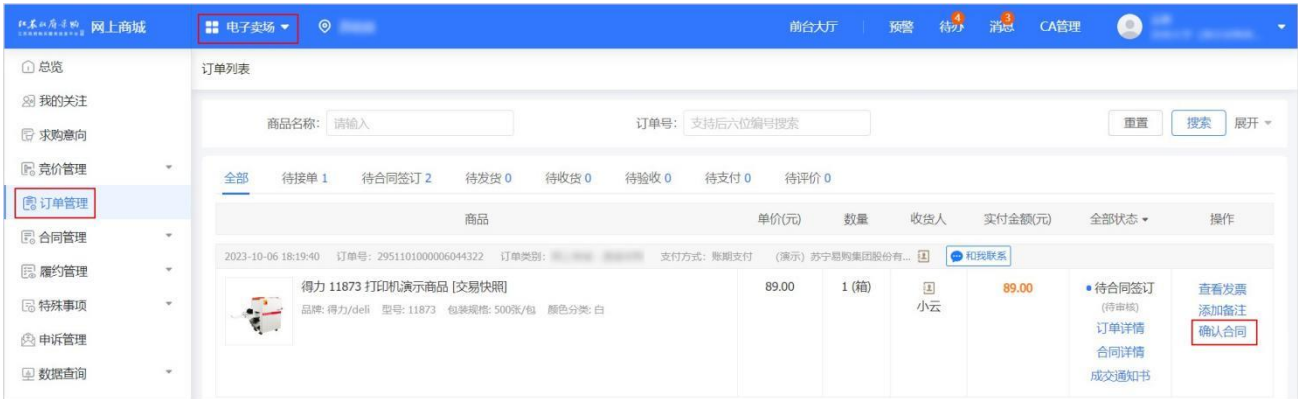 网上商城 电子卖场 前台大厅 预警 待办 4 消息 3 CA管理
总览
我的关注
求购意向
竞价管理
订单管理
合同管理
履约管理
特殊事项
申诉管理
数据查询
订单列表
商品名称： 请输入 订单号： 支持后六位编号搜索 重置 搜索 展开
全部 待接单 1 待合同签订 2 待发货 0 待收货 0 待验收 0 待支付 0 待评价 0
商品 单价(元) 数量 收货人 实付金额(元) 全部状态 操作
2023-10-06 18:19:40 订单号： 2951101000006044322 订单类别： 支付方式： 账期支付 (演示) 苏宁易购集团股份有... 和我联系
得力 11873 打印机演示商品 [交易快照] 89.00 1 (箱) 小云 89.00 待合同签订 查看发票
品牌: 得力/deli 型号: 11873 包装规格: 500张/包 颜色分类: 白 (待审核) 添加备注
订单详情 确认合同
合同详情
成交通知书